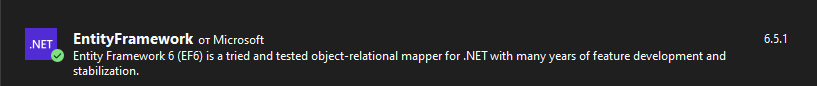 .NET
EntityFramework от Microsoft
6.5.1
Entity Framework 6 (EF6) is a tried and tested object-relational mapper for .NET with many years of feature development and
stabilization.